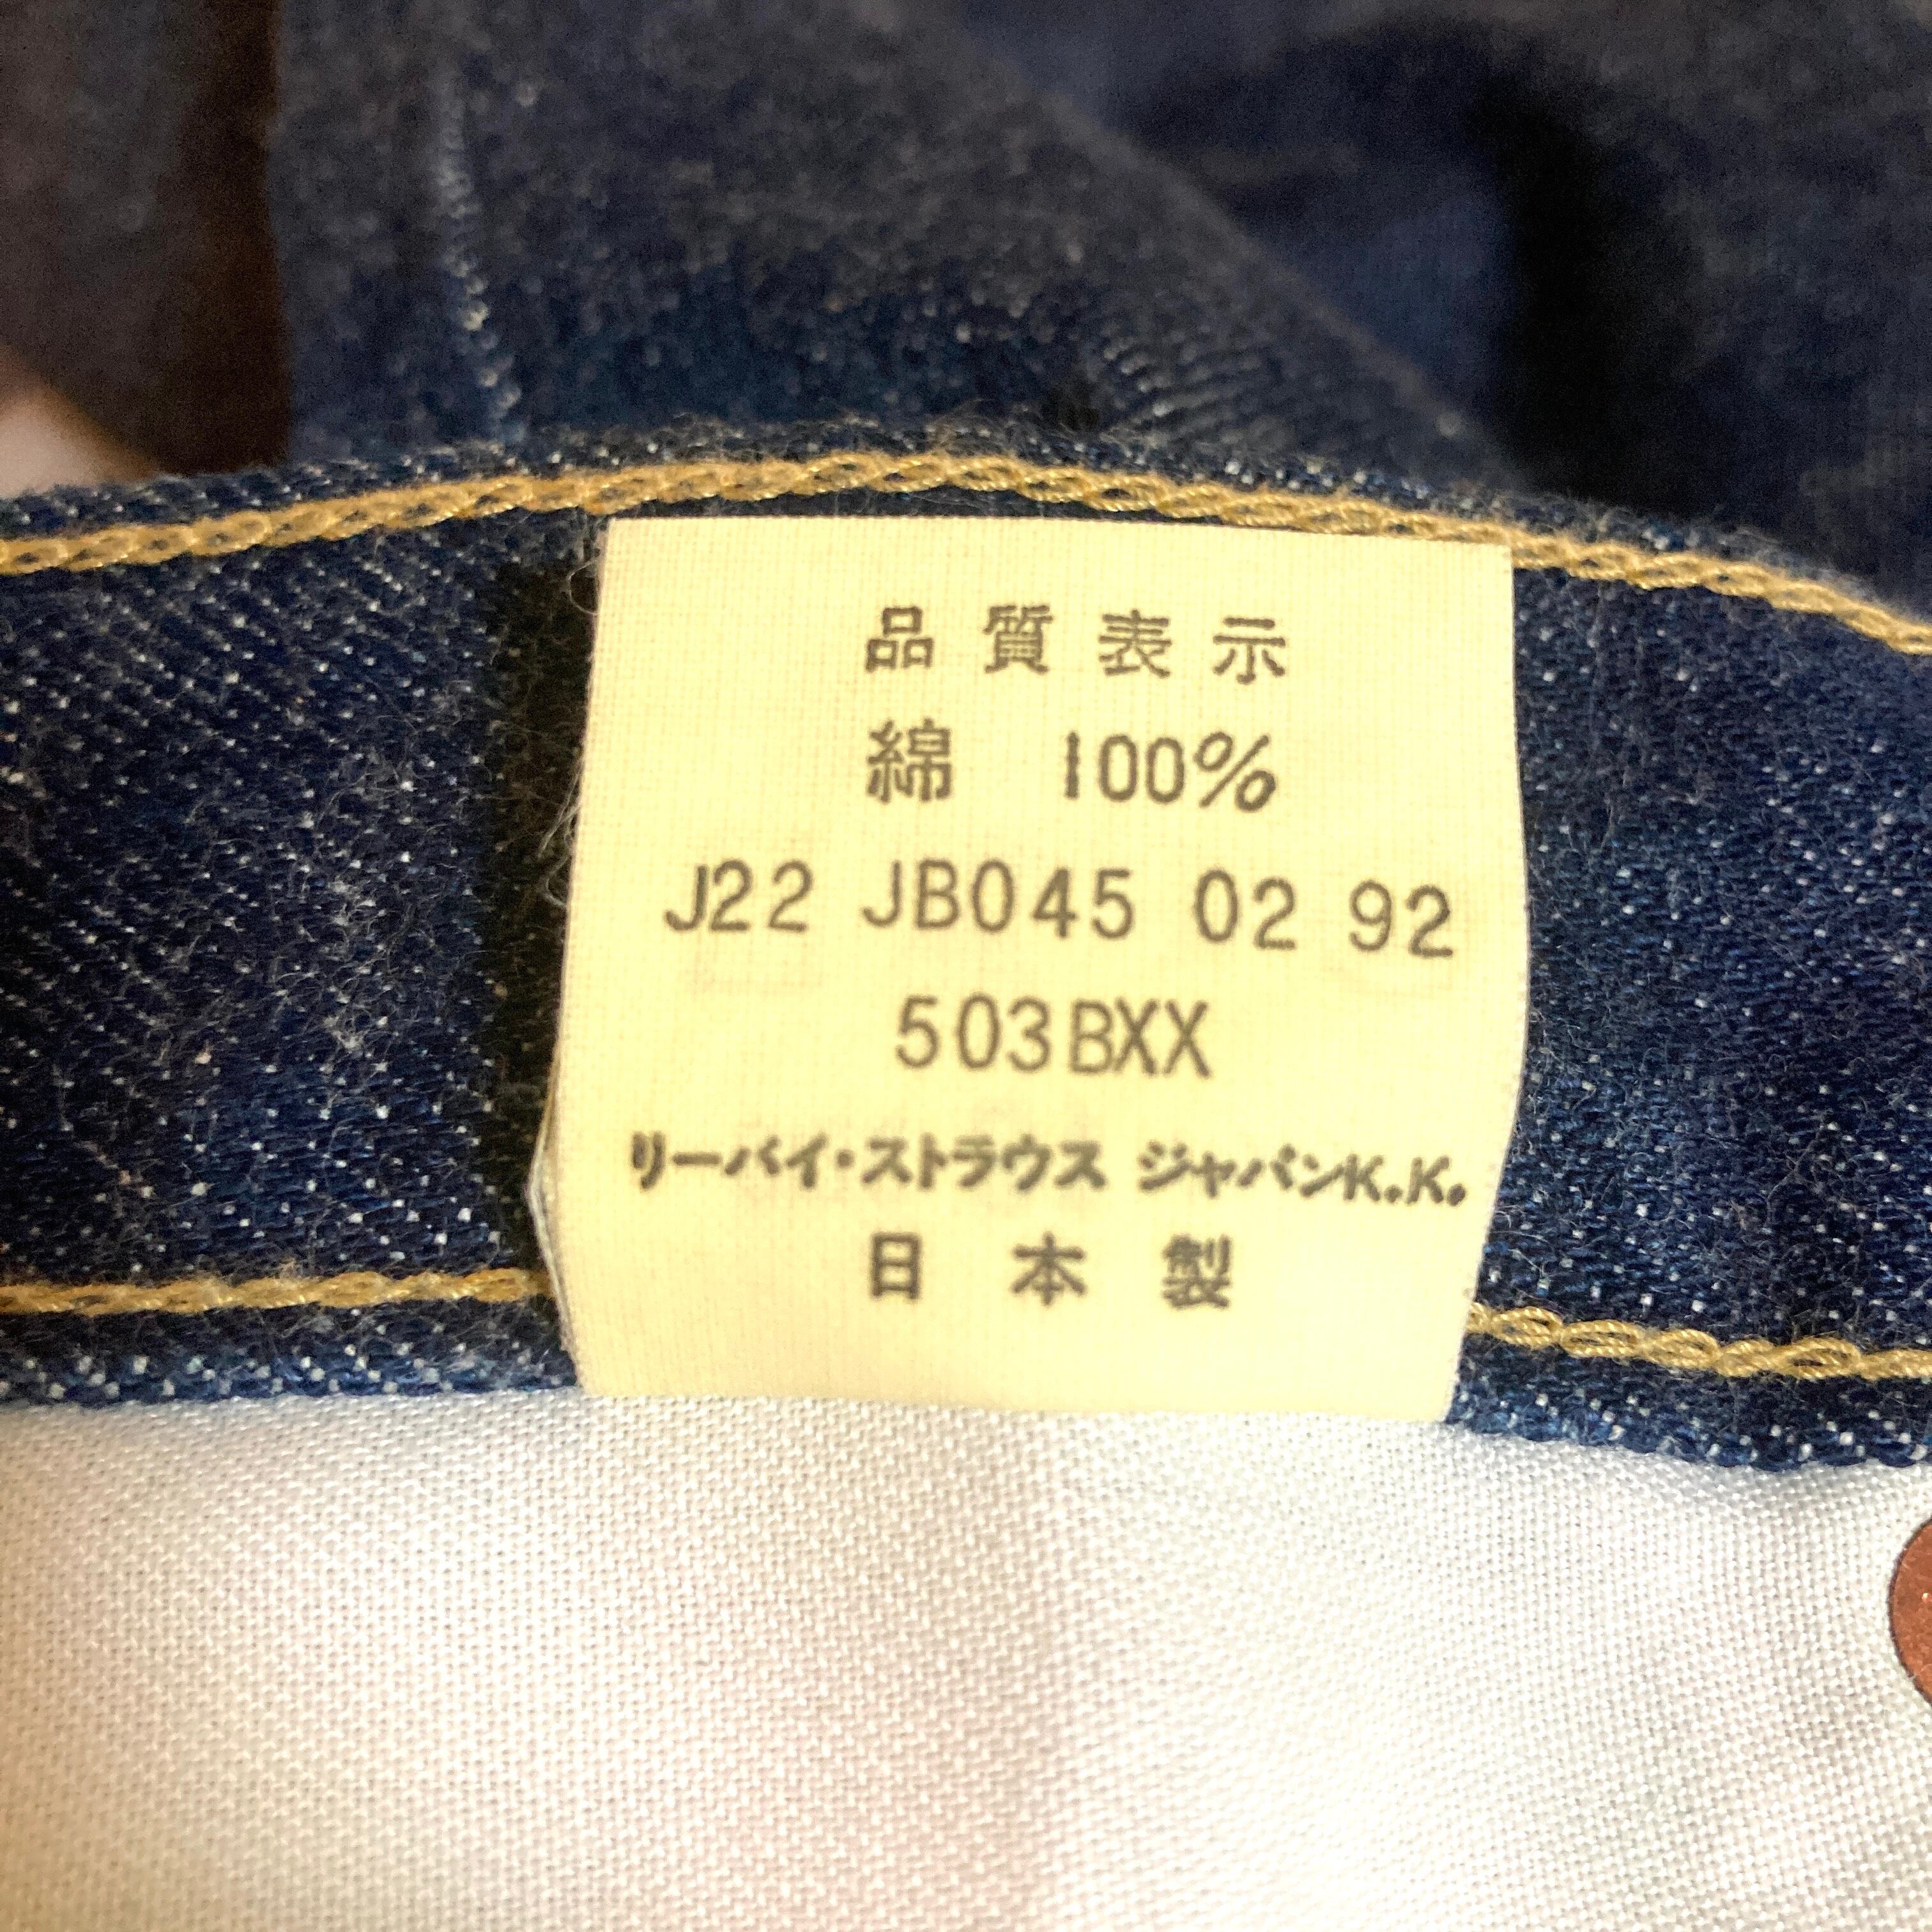 品質表示
綿 100%
J22 JB045 02 92
503BXX
リーバイ・ストラウス ジャパンK.K.
日本製